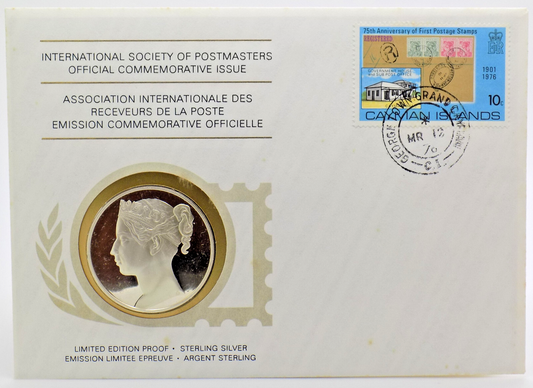 INTERNATIONAL SOCIETY OF POSTMASTERS
OFFICIAL COMMEMORATIVE ISSUE
ASSOCIATION INTERNATIONALE DES
RECEVEURS DE LA POSTE
EMISSION COMMEMORATIVE OFFICIELLE
75th Anniversary of First Postage Stamps
REGISTERED
R
1901
1976
10c
CAYMAN ISLANDS
GEORGE TOWN, GRAND CAYMAN
MR 12
76
LIMITED EDITION PROOF • STERLING SILVER
EMISSION LIMITEE EPREUVE • ARGENT STERLING